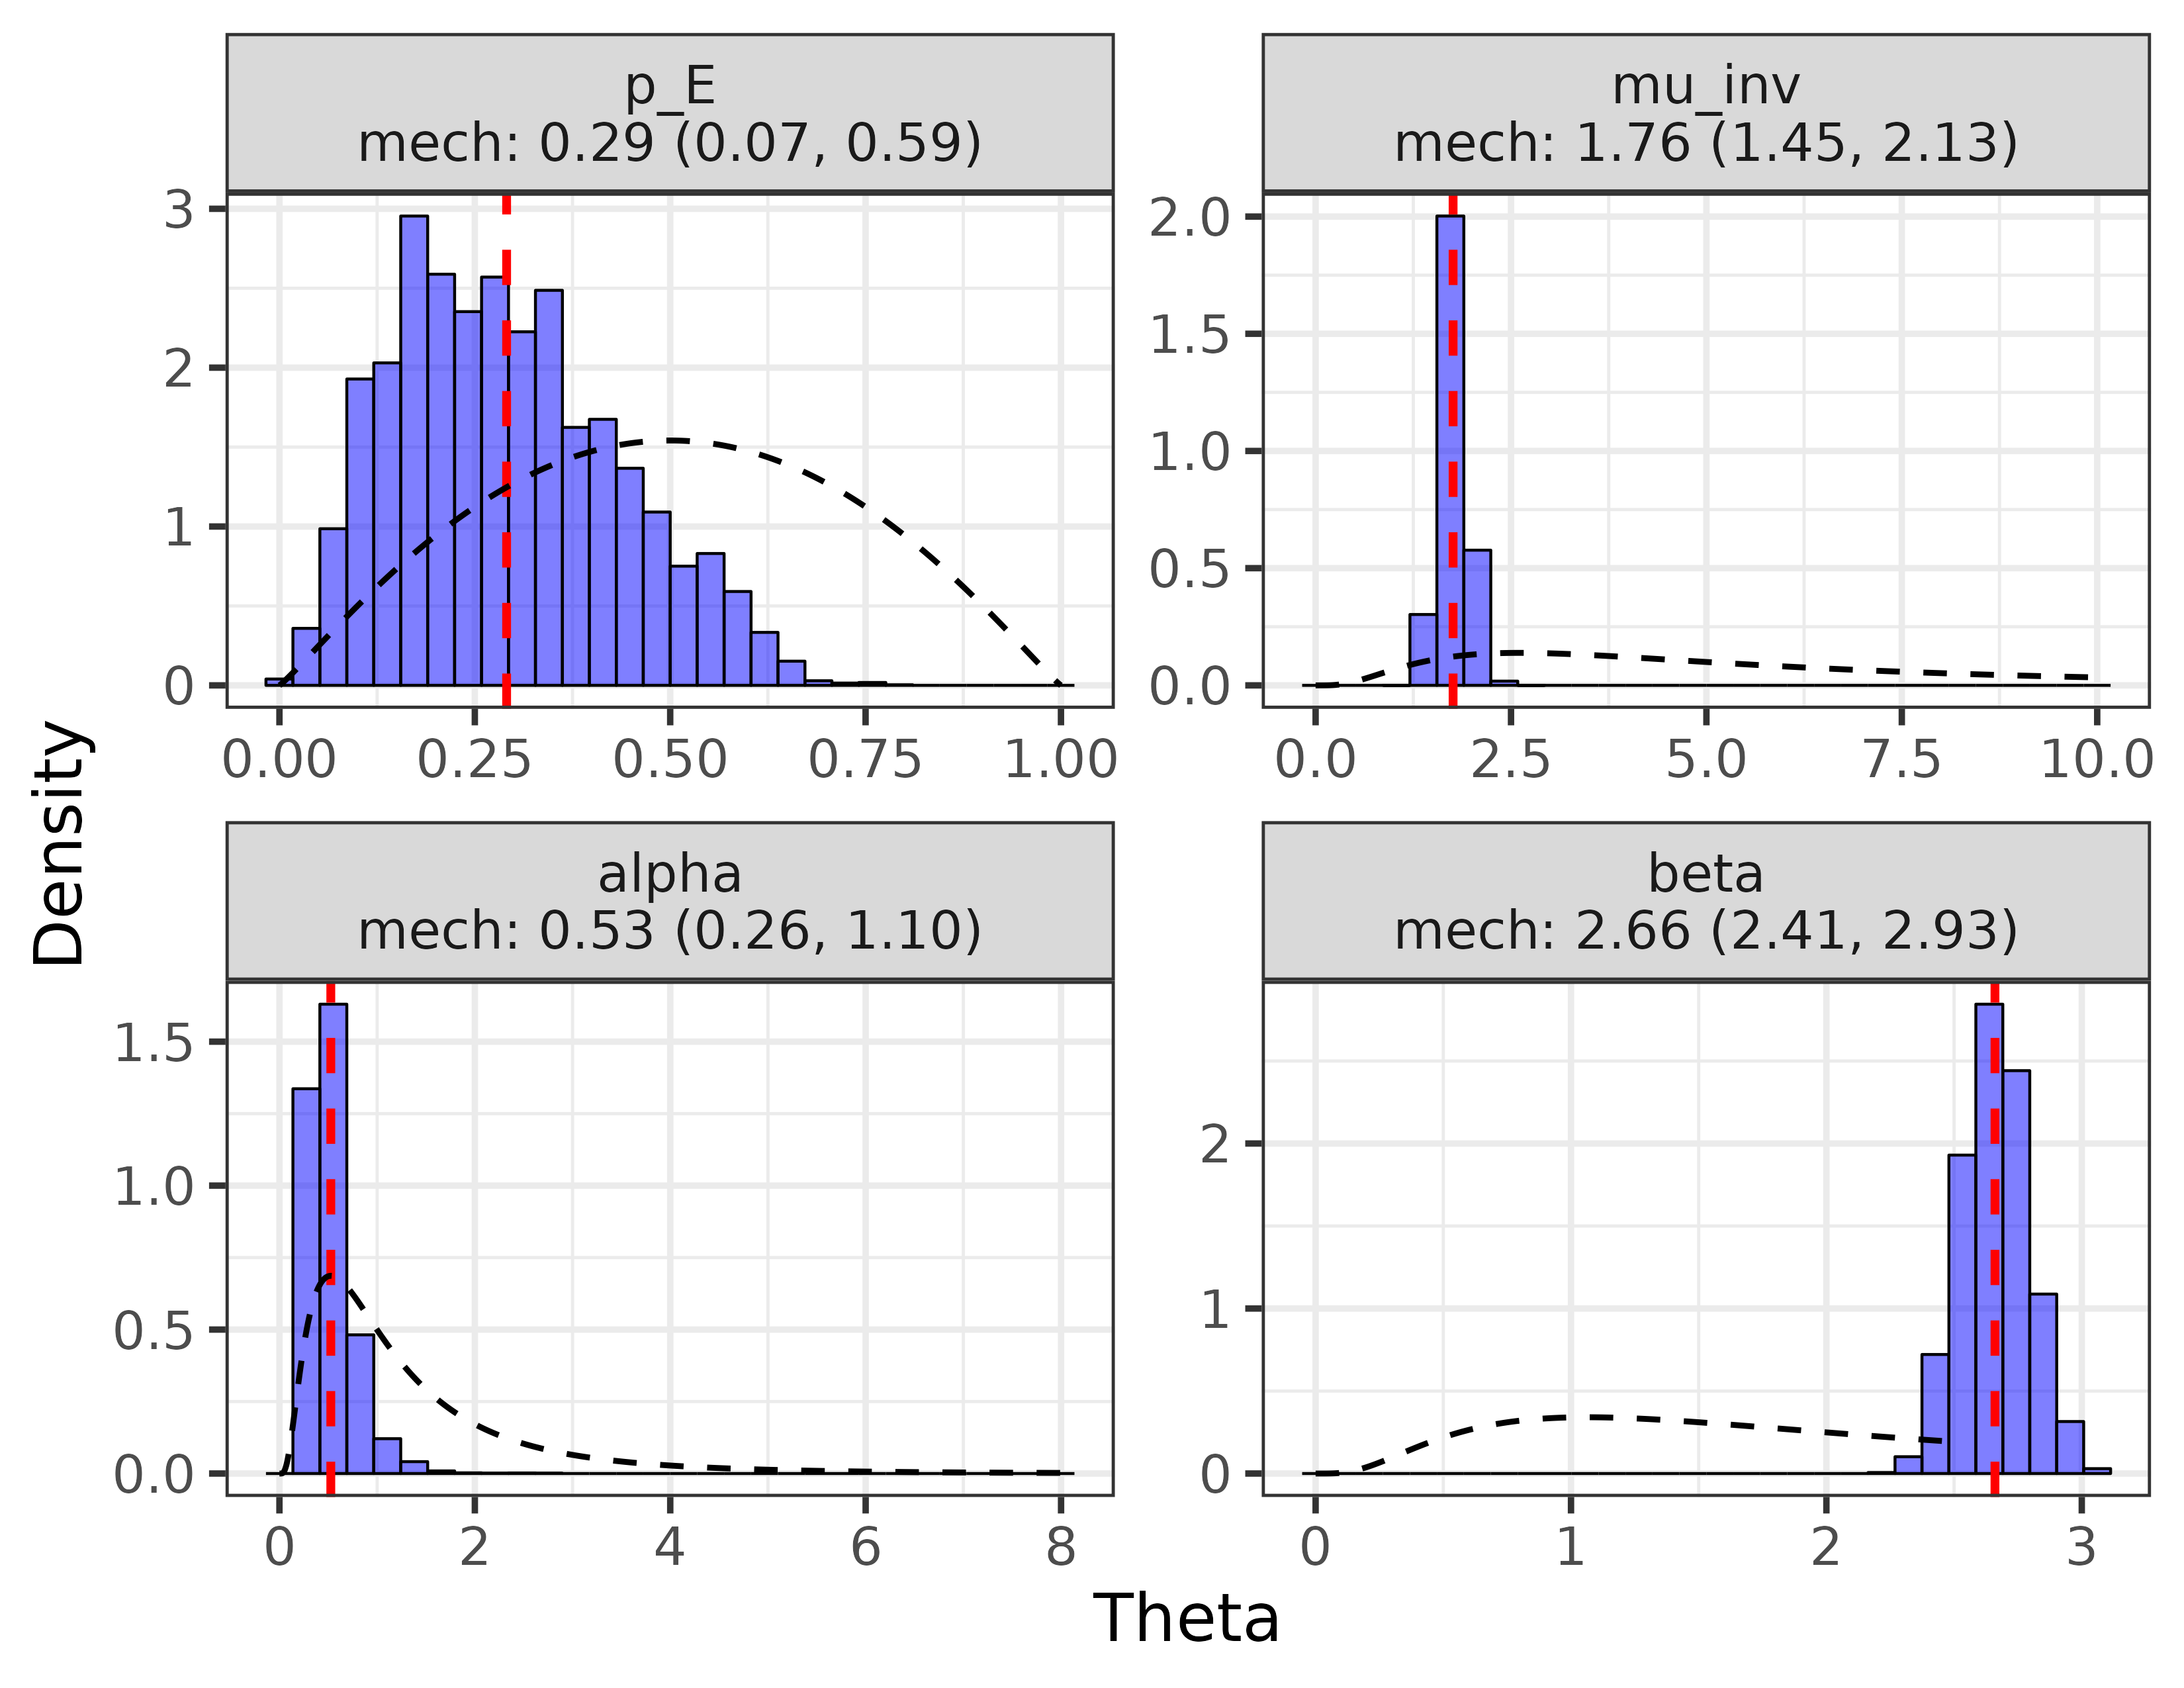 p_E
mech: 0.29 (0.07, 0.59)
mu_inv
mech: 1.76 (1.45, 2.13)
3
2
1
0
2.0
1.5
1.0
0.5
0.0
0.00 0.25 0.50 0.75 1.00
0.0 2.5 5.0 7.5 10.0
Density
alpha
mech: 0.53 (0.26, 1.10)
beta
mech: 2.66 (2.41, 2.93)
1.5
1.0
0.5
0.0
2
1
0
0 2 4 6 8
0 1 2 3
Theta